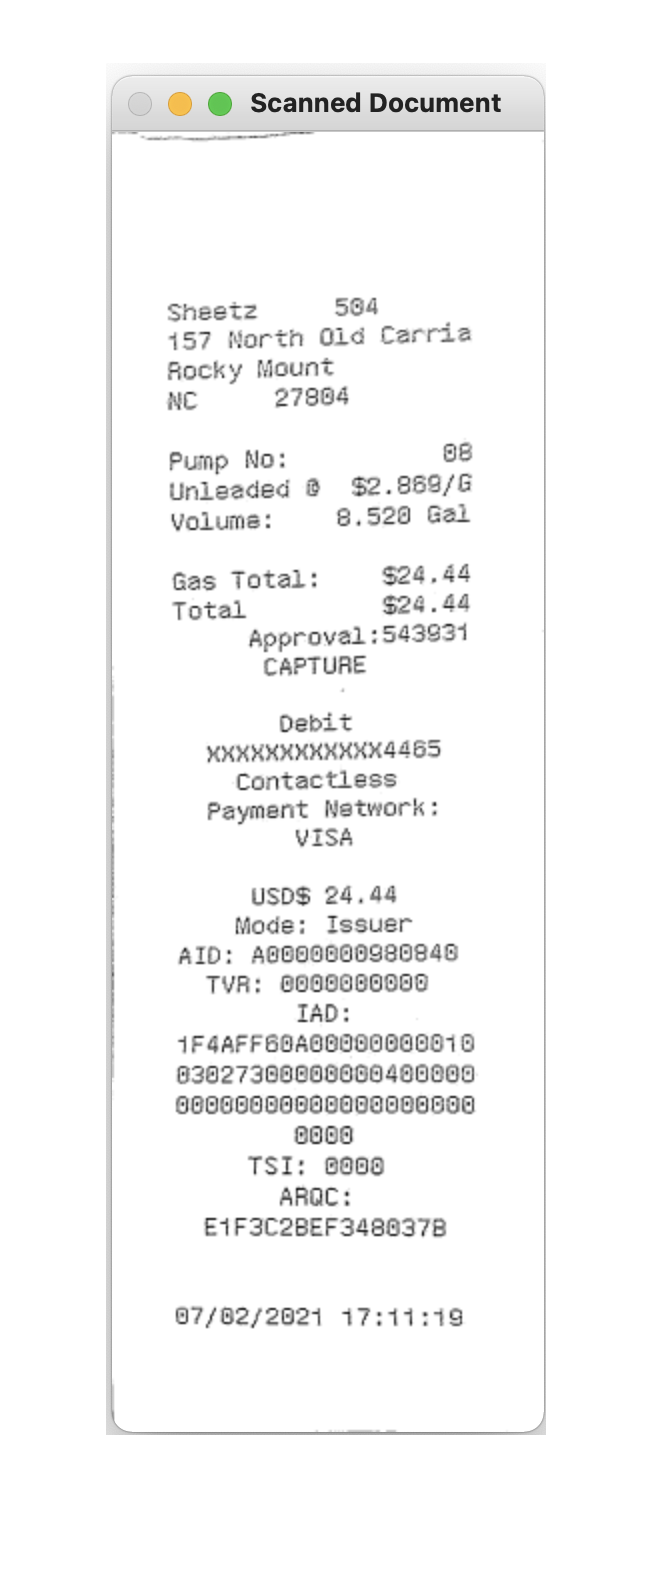 Scanned Document
Sheetz 504
157 North Old Carria
Rocky Mount
NC 27804
Pump No: 08
Unleaded @ $2.869/G
Volume: 8.520 Gal
Gas Total: $24.44
Total $24.44
Approval:543931
CAPTURE
Debit
XXXXXXXXXXXX4465
Contactless
Payment Network:
VISA
USD$ 24.44
Mode: Issuer
AID: A0000000980840
TVR: 0000000000
IAD:
1F4AFF60A00000000010
03027300000000400000
00000000000000000000
0000
TSI: 0000
ARQC:
E1F3C2BEF348037B
07/02/2021 17:11:19